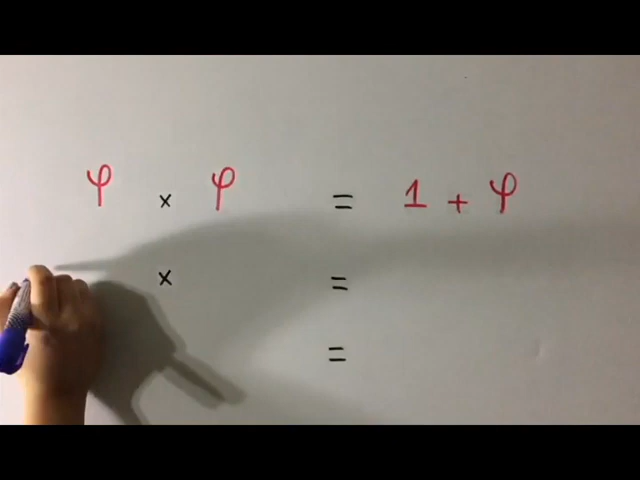 φ × φ = 1 + φ
× =
=